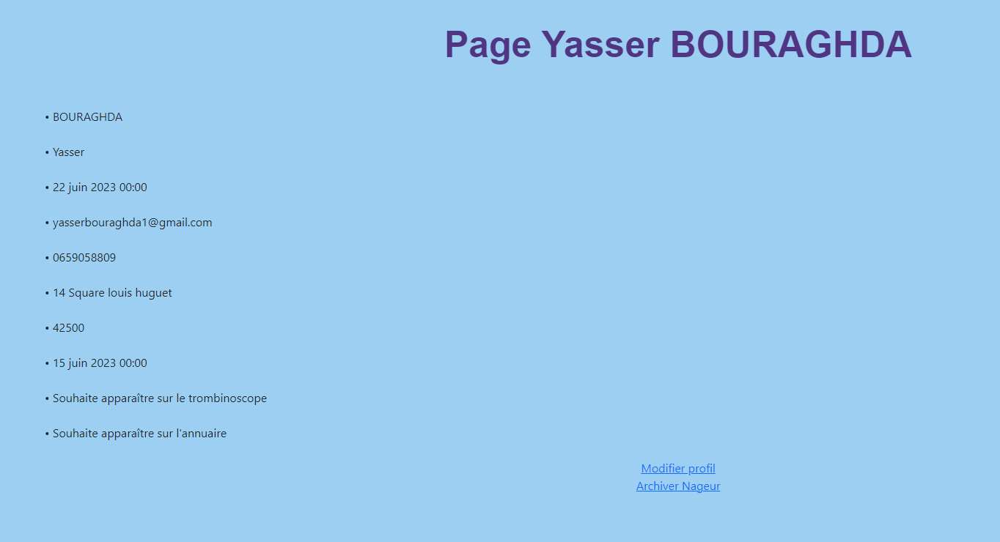 Page Yasser BOURAGHDA
• BOURAGHDA
• Yasser
• 22 juin 2023 00:00
• yasserbouraghda1@gmail.com
• 0659058809
• 14 Square louis huguet
• 42500
• 15 juin 2023 00:00
• Souhaite apparaître sur le trombinoscope
• Souhaite apparaître sur l'annuaire
Modifier profil
Archiver Nageur